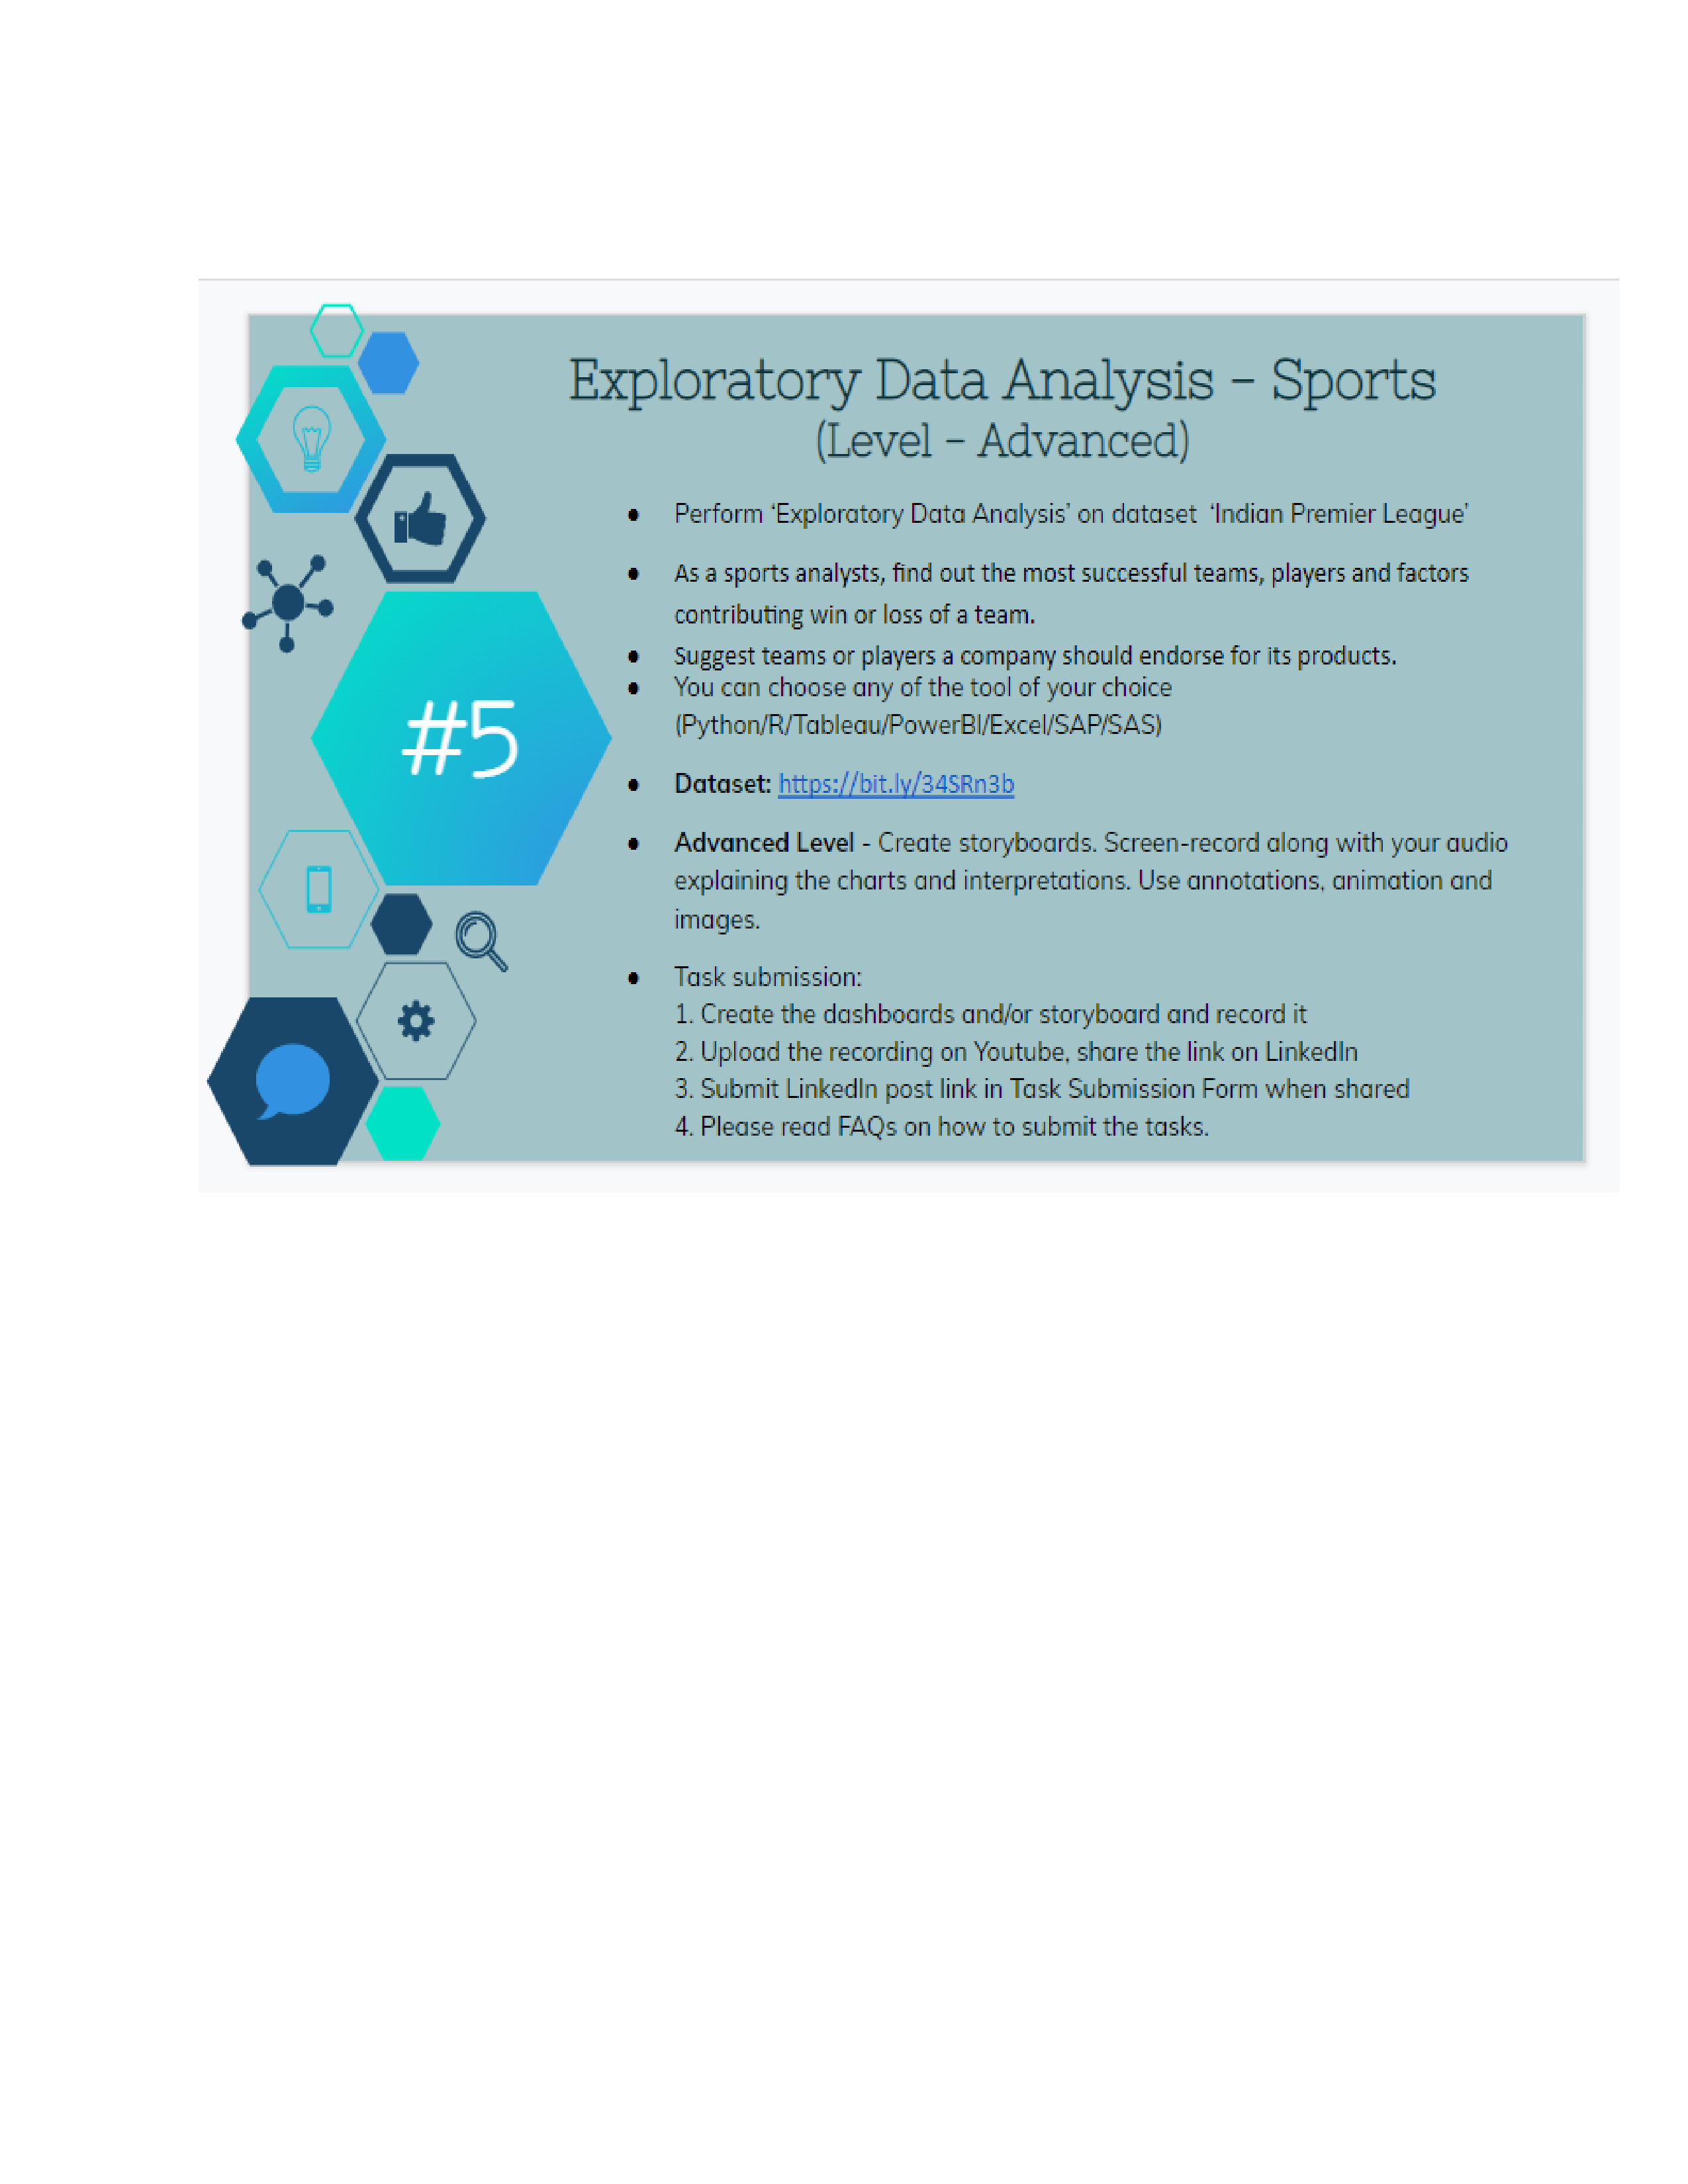 Exploratory Data Analysis - Sports
(Level - Advanced)
● Perform ‘Exploratory Data Analysis’ on dataset ‘Indian Premier League’
● As a sports analysts, find out the most successful teams, players and factors
contributing win or loss of a team.
● Suggest teams or players a company should endorse for its products.
● You can choose any of the tool of your choice
(Python/R/Tableau/PowerBI/Excel/SAP/SAS)
#5
● Dataset: https://bit.ly/34SRn3b
● Advanced Level - Create storyboards. Screen-record along with your audio
explaining the charts and interpretations. Use annotations, animation and
images.
● Task submission:
1. Create the dashboards and/or storyboard and record it
2. Upload the recording on Youtube, share the link on LinkedIn
3. Submit LinkedIn post link in Task Submission Form when shared
4. Please read FAQs on how to submit the tasks.